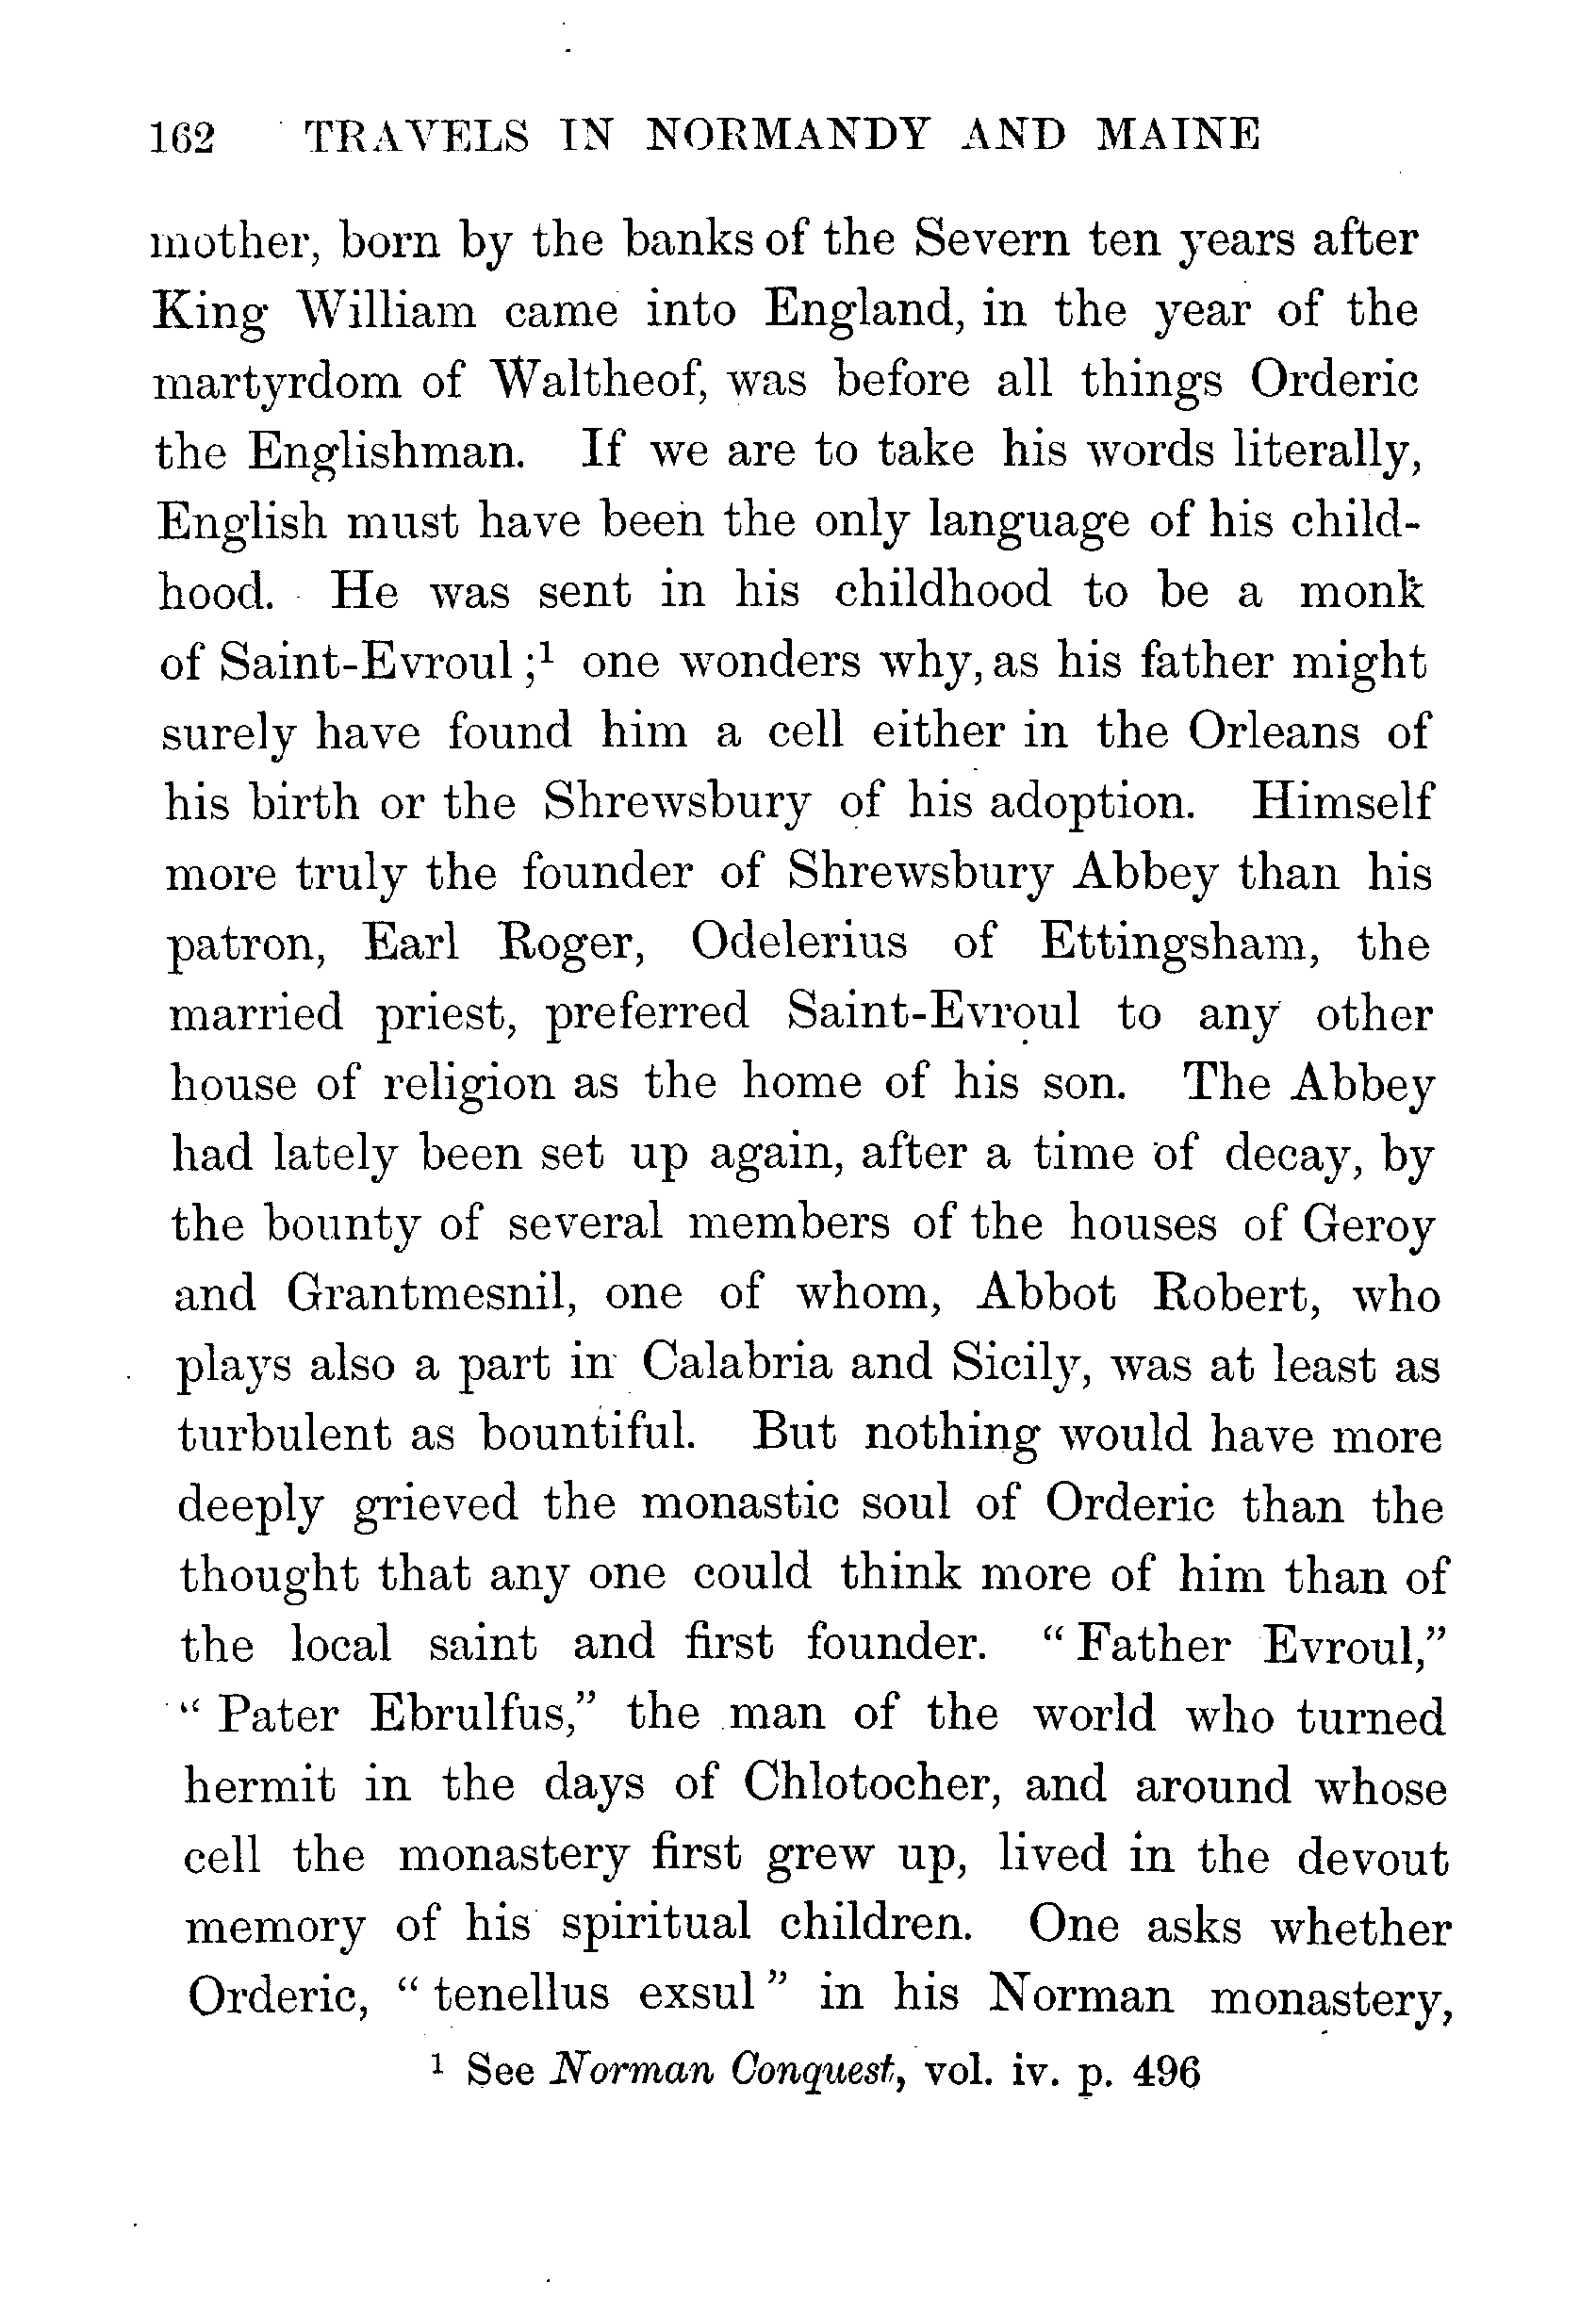 162 TRAVELS IN NORMANDY AND MAINE
mother, born by the banks of the Severn ten years after
King William came into England, in the year of the
martyrdom of Waltheof, was before all things Orderic
the Englishman. If we are to take his words literally,
English must have been the only language of his child-
hood. He was sent in his childhood to be a monk
of Saint-Evroul ;¹ one wonders why, as his father might
surely have found him a cell either in the Orleans of
his birth or the Shrewsbury of his adoption. Himself
more truly the founder of Shrewsbury Abbey than his
patron, Earl Roger, Odelerius of Ettingsham, the
married priest, preferred Saint-Evroul to any other
house of religion as the home of his son. The Abbey
had lately been set up again, after a time of decay, by
the bounty of several members of the houses of Geroy
and Grantmesnil, one of whom, Abbot Robert, who
plays also a part in Calabria and Sicily, was at least as
turbulent as bountiful. But nothing would have more
deeply grieved the monastic soul of Orderic than the
thought that any one could think more of him than of
the local saint and first founder. “Father Evroul,”
“Pater Ebrulfus,” the man of the world who turned
hermit in the days of Chlotocher, and around whose
cell the monastery first grew up, lived in the devout
memory of his spiritual children. One asks whether
Orderic, “tenellus exsul” in his Norman monastery,
¹ See Norman Conquest, vol. iv. p. 496